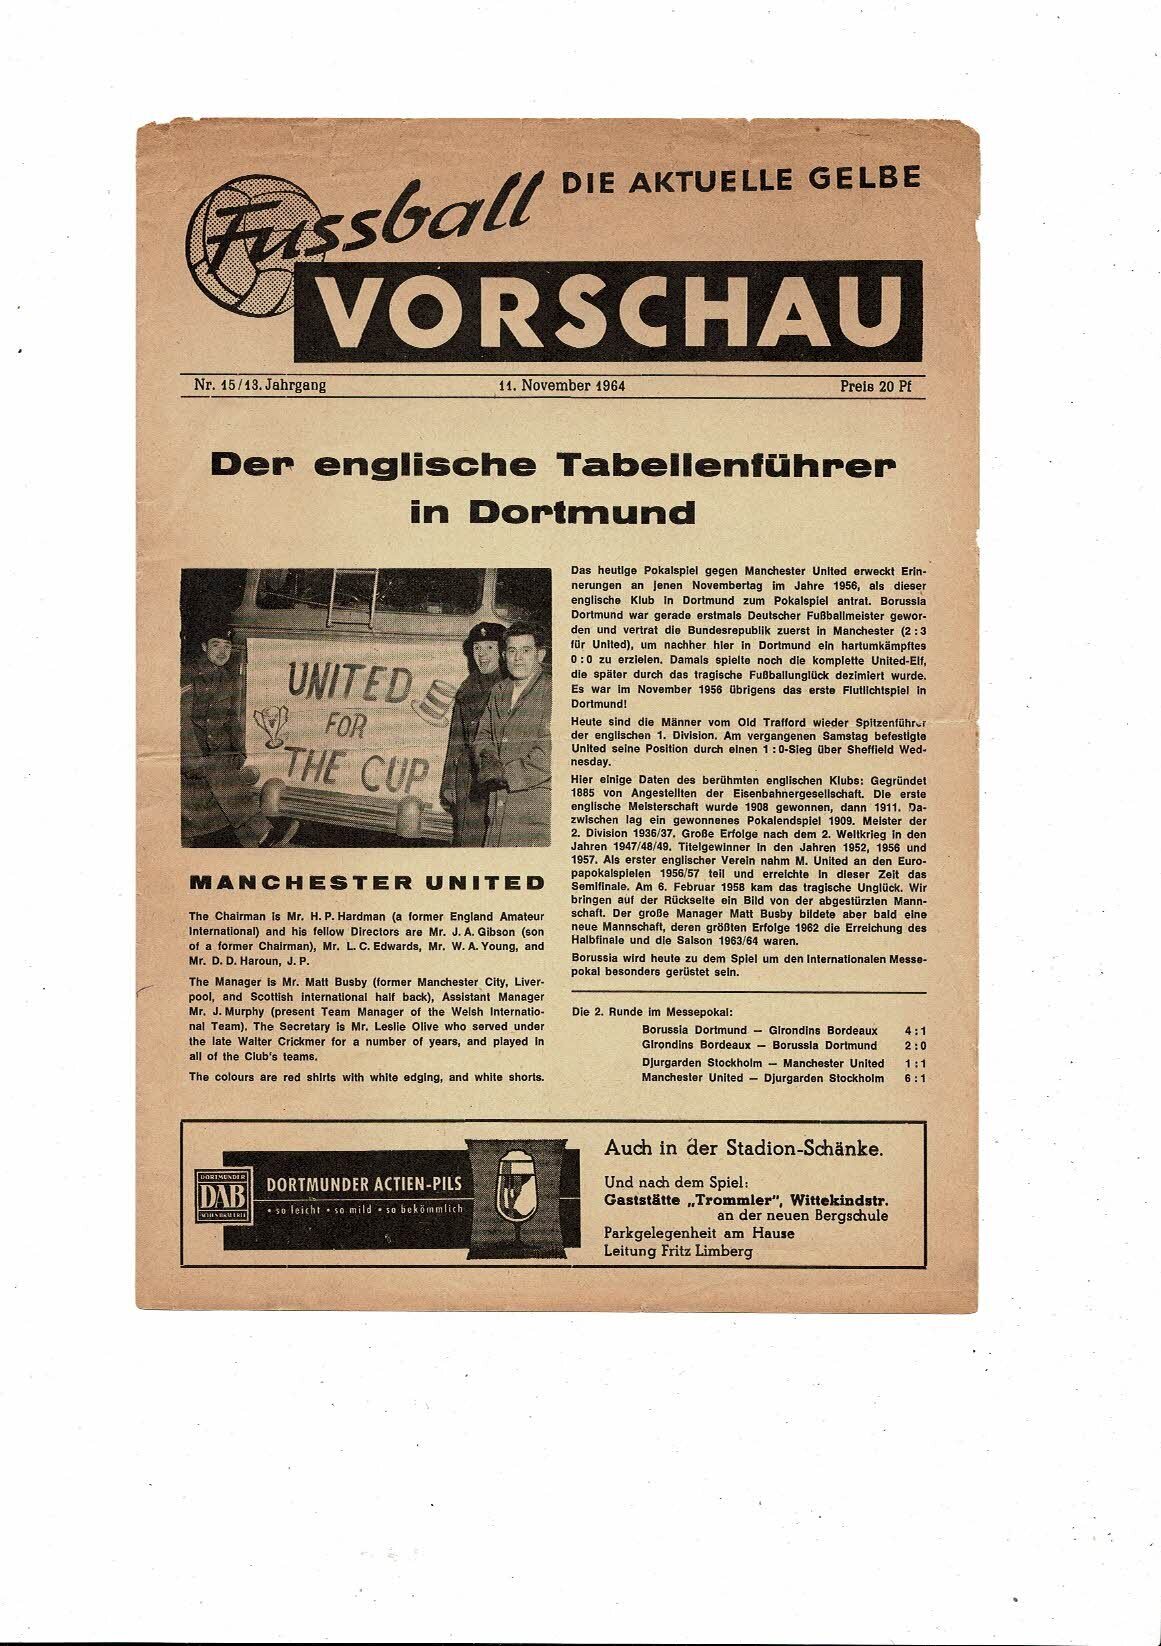 Fussball
DIE AKTUELLE GELBE
VORSCHAU
Nr. 15/13. Jahrgang 11. November 1964 Preis 20 Pf
Der englische Tabellenführer
in Dortmund
UNITED
FOR
THE CUP
MANCHESTER UNITED
The Chairman is Mr. H. P. Hardman (a former England Amateur
International) and his fellow Directors are Mr. J. A. Gibson (son
of a former Chairman), Mr. L. C. Edwards, Mr. W. A. Young, and
Mr. D. D. Haroun, J. P.
The Manager is Mr. Matt Busby (former Manchester City, Liver-
pool, and Scottish international half back), Assistant Manager
Mr. J. Murphy (present Team Manager of the Welsh Internatio-
nal Team). The Secretary is Mr. Leslie Olive who served under
the late Walter Crickmer for a number of years, and played in
all of the Club's teams.
The colours are red shirts with white edging, and white shorts.
Das heutige Pokalspiel gegen Manchester United erweckt Erin-
nerungen an jenen Novembertag im Jahre 1956, als dieser
englische Klub in Dortmund zum Pokalspiel antrat. Borussia
Dortmund war gerade erstmals Deutscher Fußballmeister gewor-
den und vertrat die Bundesrepublik zuerst in Manchester (2 : 3
für United), um nachher hier in Dortmund ein hartumkämpftes
0 : 0 zu erzielen. Damals spielte noch die komplette United-Elf,
die später durch das tragische Fußballunglück dezimiert wurde.
Es war im November 1956 übrigens das erste Flutlichtspiel in
Dortmund!
Heute sind die Männer vom Old Trafford wieder Spitzenführer
der englischen 1. Division. Am vergangenen Samstag befestigte
United seine Position durch einen 1 : 0-Sieg über Sheffield Wed-
nesday.
Hier einige Daten des berühmten englischen Klubs: Gegründet
1885 von Angestellten der Eisenbahnergesellschaft. Die erste
englische Meisterschaft wurde 1908 gewonnen, dann 1911. Da-
zwischen lag ein gewonnenes Pokalendspiel 1909. Meister der
2. Division 1936/37. Große Erfolge nach dem 2. Weltkrieg in den
Jahren 1947/48/49. Titelgewinner in den Jahren 1952, 1956 und
1957. Als erster englischer Verein nahm M. United an den Euro-
papokalspielen 1956/57 teil und erreichte in dieser Zeit das
Semifinale. Am 6. Februar 1958 kam das tragische Unglück. Wir
bringen auf der Rückseite ein Bild von der abgestürzten Mann-
schaft. Der große Manager Matt Busby bildete aber bald eine
neue Mannschaft, deren größten Erfolge 1962 die Erreichung des
Halbfinale und die Saison 1963/64 waren.
Borussia wird heute zu dem Spiel um den Internationalen Messe-
pokal besonders gerüstet sein.
Die 2. Runde im Messepokal:
Borussia Dortmund — Girondins Bordeaux 4 : 1
Girondins Bordeaux — Borussia Dortmund 2 : 0
Djurgarden Stockholm — Manchester United 1 : 1
Manchester United — Djurgarden Stockholm 6 : 1
DORTMUNDER
DAB
DORTMUNDER ACTIEN-PILS
• so leicht • so mild • so bekömmlich
Auch in der Stadion-Schänke.
Und nach dem Spiel:
Gaststätte „Trommler", Wittekindstr.
an der neuen Bergschule
Parkgelegenheit am Hause
Leitung Fritz Limberg